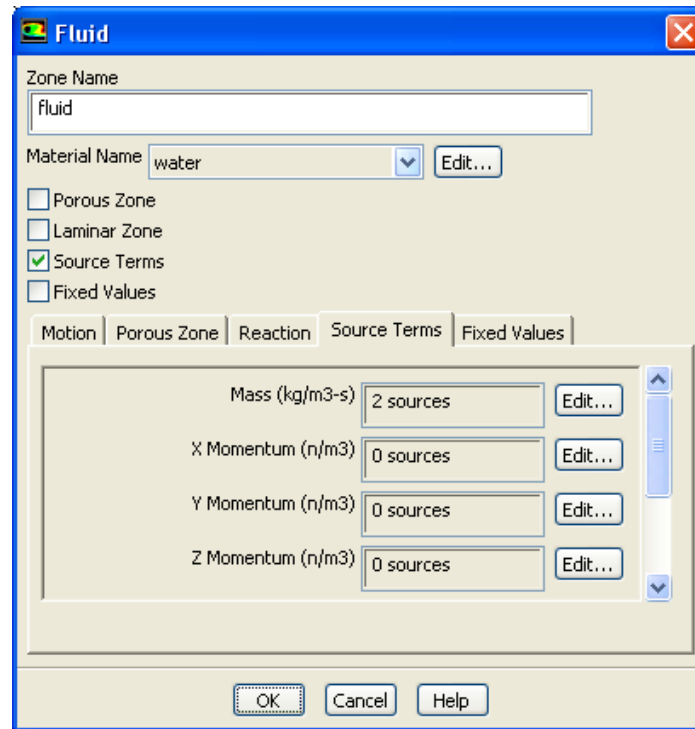 Fluid
Zone Name
fluid
Material Name water Edit...
Porous Zone
Laminar Zone
Source Terms
Fixed Values
Motion Porous Zone Reaction Source Terms Fixed Values
Mass (kg/m3-s) 2 sources Edit...
X Momentum (n/m3) 0 sources Edit...
Y Momentum (n/m3) 0 sources Edit...
Z Momentum (n/m3) 0 sources Edit...
OK Cancel Help